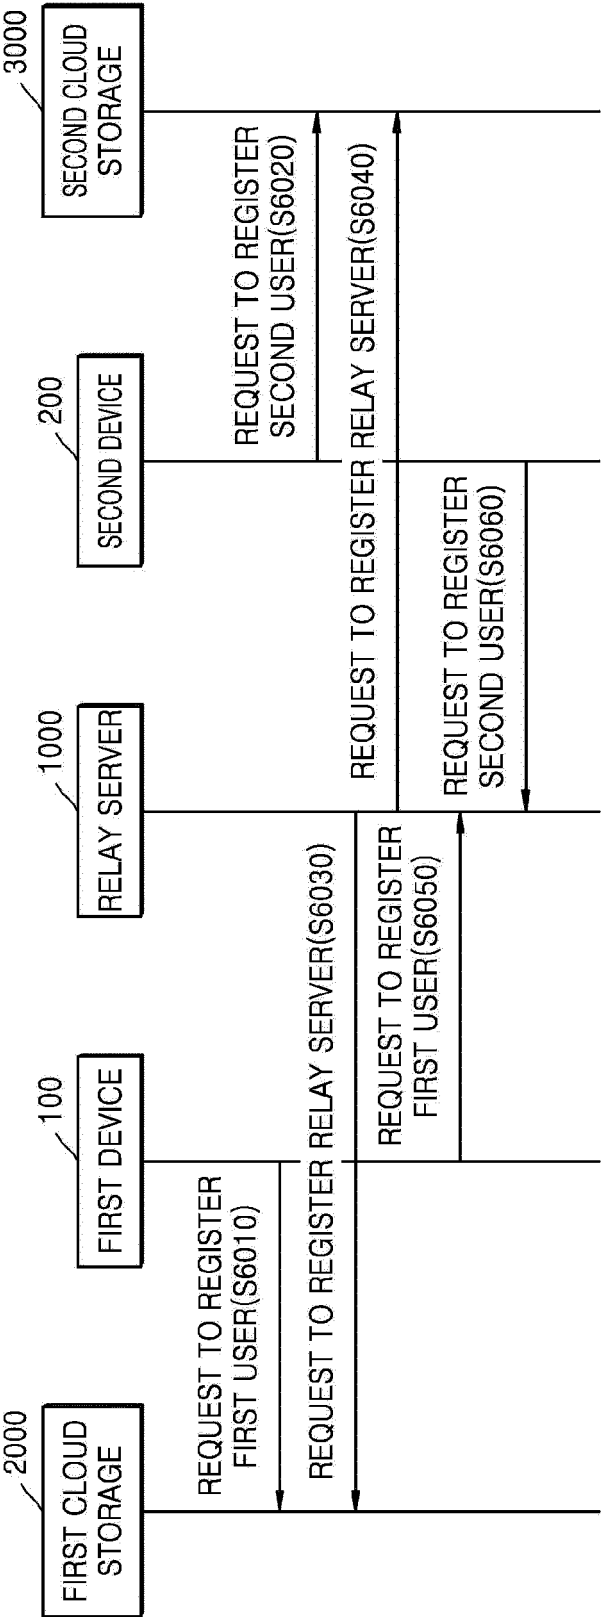 2000
FIRST CLOUD
STORAGE
100
FIRST DEVICE
1000
RELAY SERVER
200
SECOND DEVICE
3000
SECOND CLOUD
STORAGE
REQUEST TO REGISTER
FIRST USER(S6010)
REQUEST TO REGISTER
SECOND USER(S6020)
REQUEST TO REGISTER RELAY SERVER(S6030)
REQUEST TO REGISTER RELAY SERVER(S6040)
REQUEST TO REGISTER
FIRST USER(S6050)
REQUEST TO REGISTER
SECOND USER(S6060)